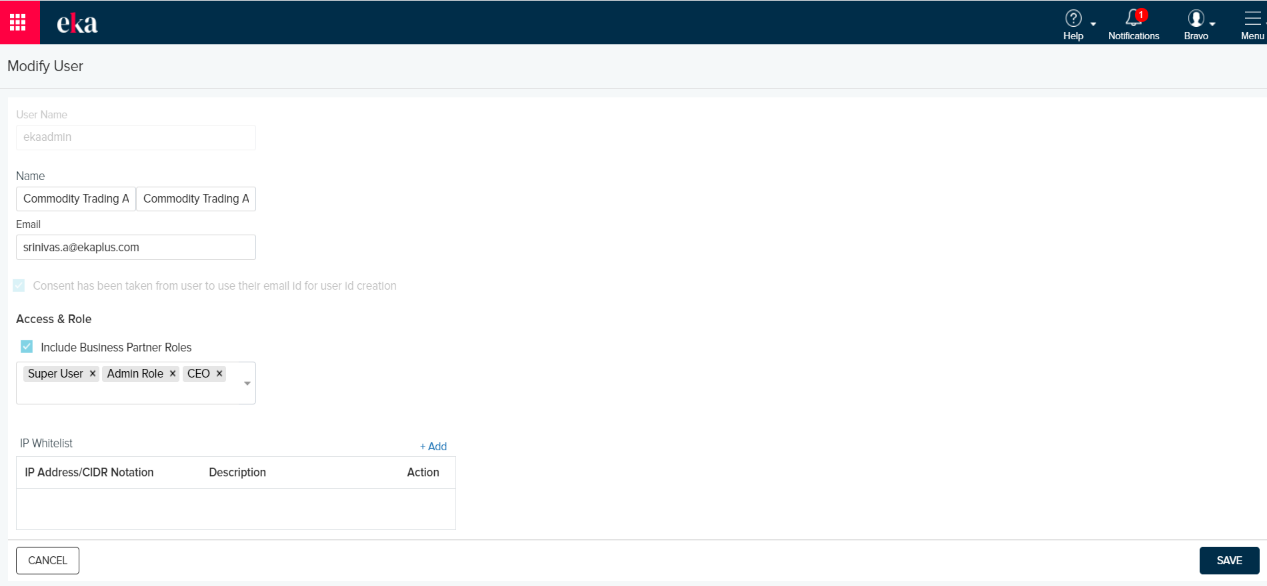 eka
1
Help
Notifications
Bravo
Menu
Modify User
User Name
ekaadmin
Name
Commodity Trading A Commodity Trading A
Email
srinivas.a@ekaplus.com
Consent has been taken from user to use their email id for user id creation
Access & Role
Include Business Partner Roles
Super User × Admin Role × CEO ×
IP Whitelist
+ Add
IP Address/CIDR Notation Description Action
CANCEL
SAVE